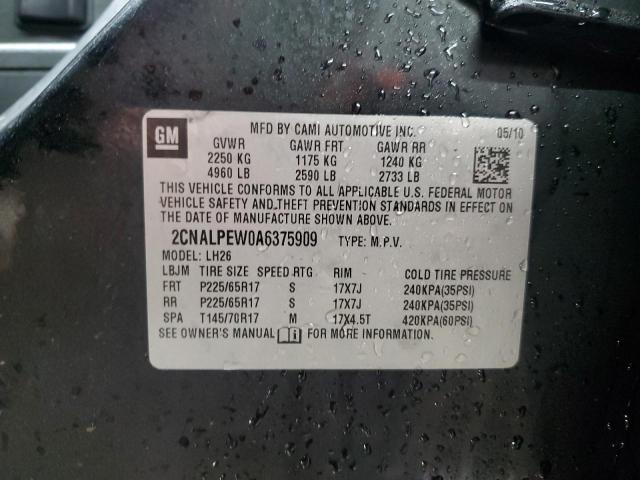 GM
MFD BY CAMI AUTOMOTIVE INC. 05/10
GVWR GAWR FRT GAWR RR
2250 KG 1175 KG 1240 KG
4960 LB 2590 LB 2733 LB
THIS VEHICLE CONFORMS TO ALL APPLICABLE U.S. FEDERAL MOTOR
VEHICLE SAFETY AND THEFT PREVENTION STANDARDS IN EFFECT ON
THE DATE OF MANUFACTURE SHOWN ABOVE.
2CNALPEW0A6375909 TYPE: M.P.V.
MODEL: LH26
LBJM TIRE SIZE SPEED RTG RIM COLD TIRE PRESSURE
FRT P225/65R17 S 17X7J 240KPA(35PSI)
RR P225/65R17 S 17X7J 240KPA(35PSI)
SPA T145/70R17 M 17X4.5T 420KPA(60PSI)
SEE OWNER'S MANUAL FOR MORE INFORMATION.